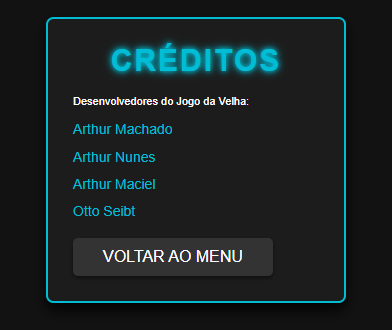 CRÉDITOS
Desenvolvedores do Jogo da Velha:
Arthur Machado
Arthur Nunes
Arthur Maciel
Otto Seibt
VOLTAR AO MENU